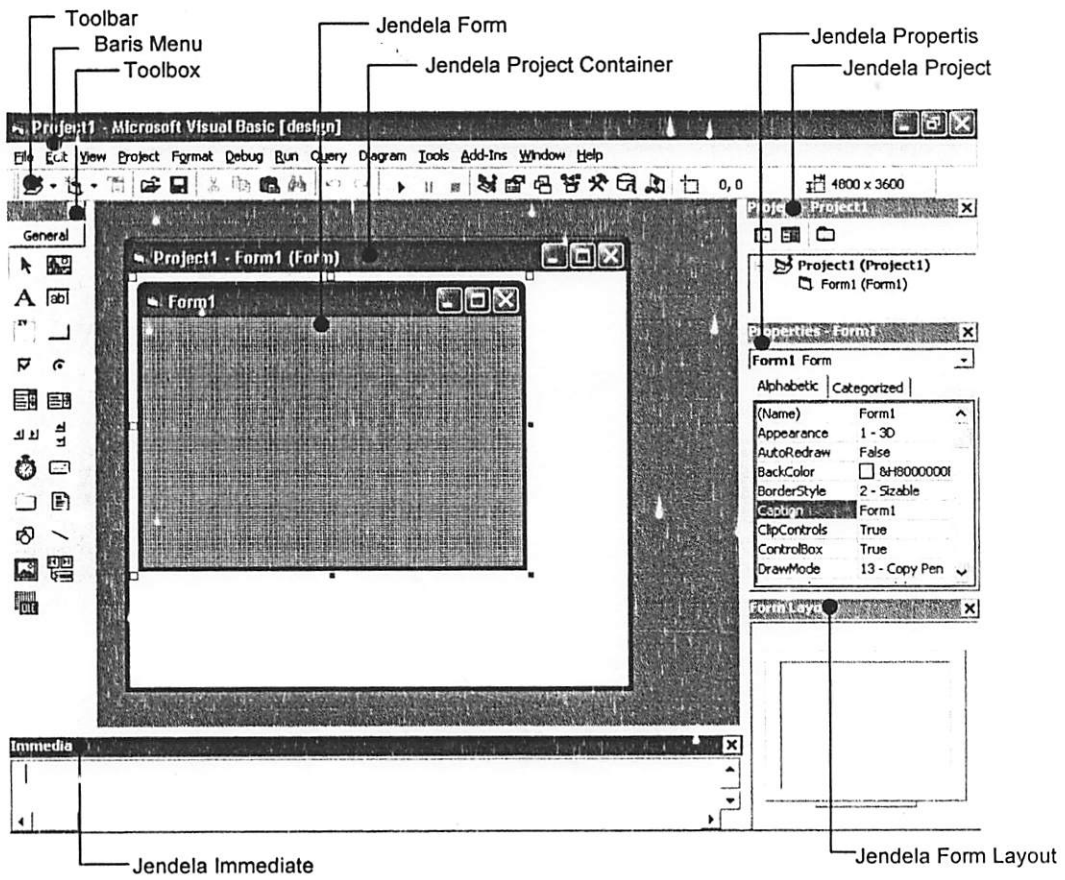 Toolbar
Baris Menu
Toolbox
Jendela Form
Jendela Project Container
Jendela Propertis
Jendela Project
Project1 - Microsoft Visual Basic [design]
File Edit View Project Format Debug Run Query Diagram Tools Add-Ins Window Help
0, 0
4800 x 3600
General
Project1 - Form1 (Form)
Form1
Project1
Project1 (Project1)
Form1 (Form1)
Properties - Form1
Form1 Form
Alphabetic Categorized
(Name) Form1
Appearance 1 - 3D
AutoRedraw False
BackColor
BorderStyle 2 - Sizable
Caption Form1
ClipControls True
ControlBox True
DrawMode 13 - Copy Pen
Form Layou
Immedia
Jendela Immediate
Jendela Form Layout